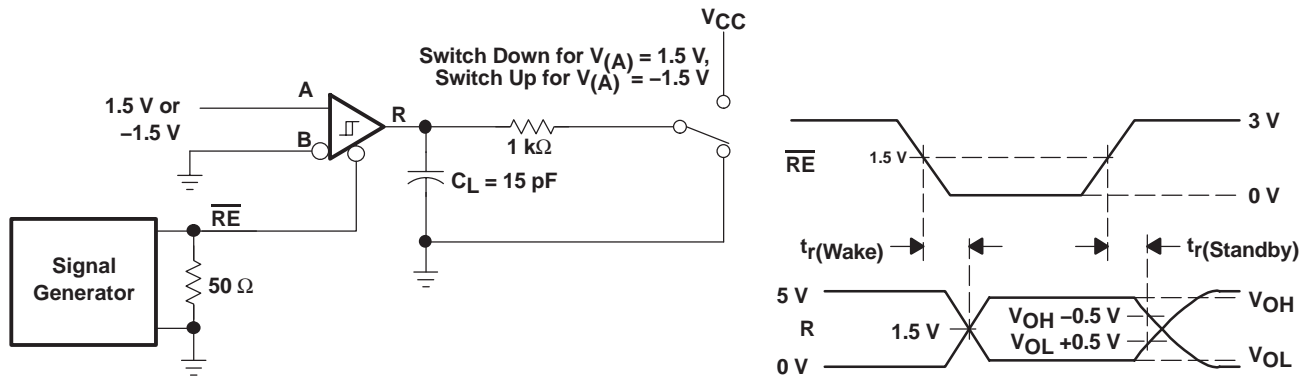 VCC
Switch Down for V(A) = 1.5 V,
Switch Up for V(A) = –1.5 V
A
1.5 V or
–1.5 V
R
B
1 kΩ
CL = 15 pF
RE
Signal
Generator
50 Ω
3 V
1.5 V
RE
0 V
tr(Wake)
tr(Standby)
5 V
VOH
VOH –0.5 V
R
1.5 V
VOL +0.5 V
0 V
VOL